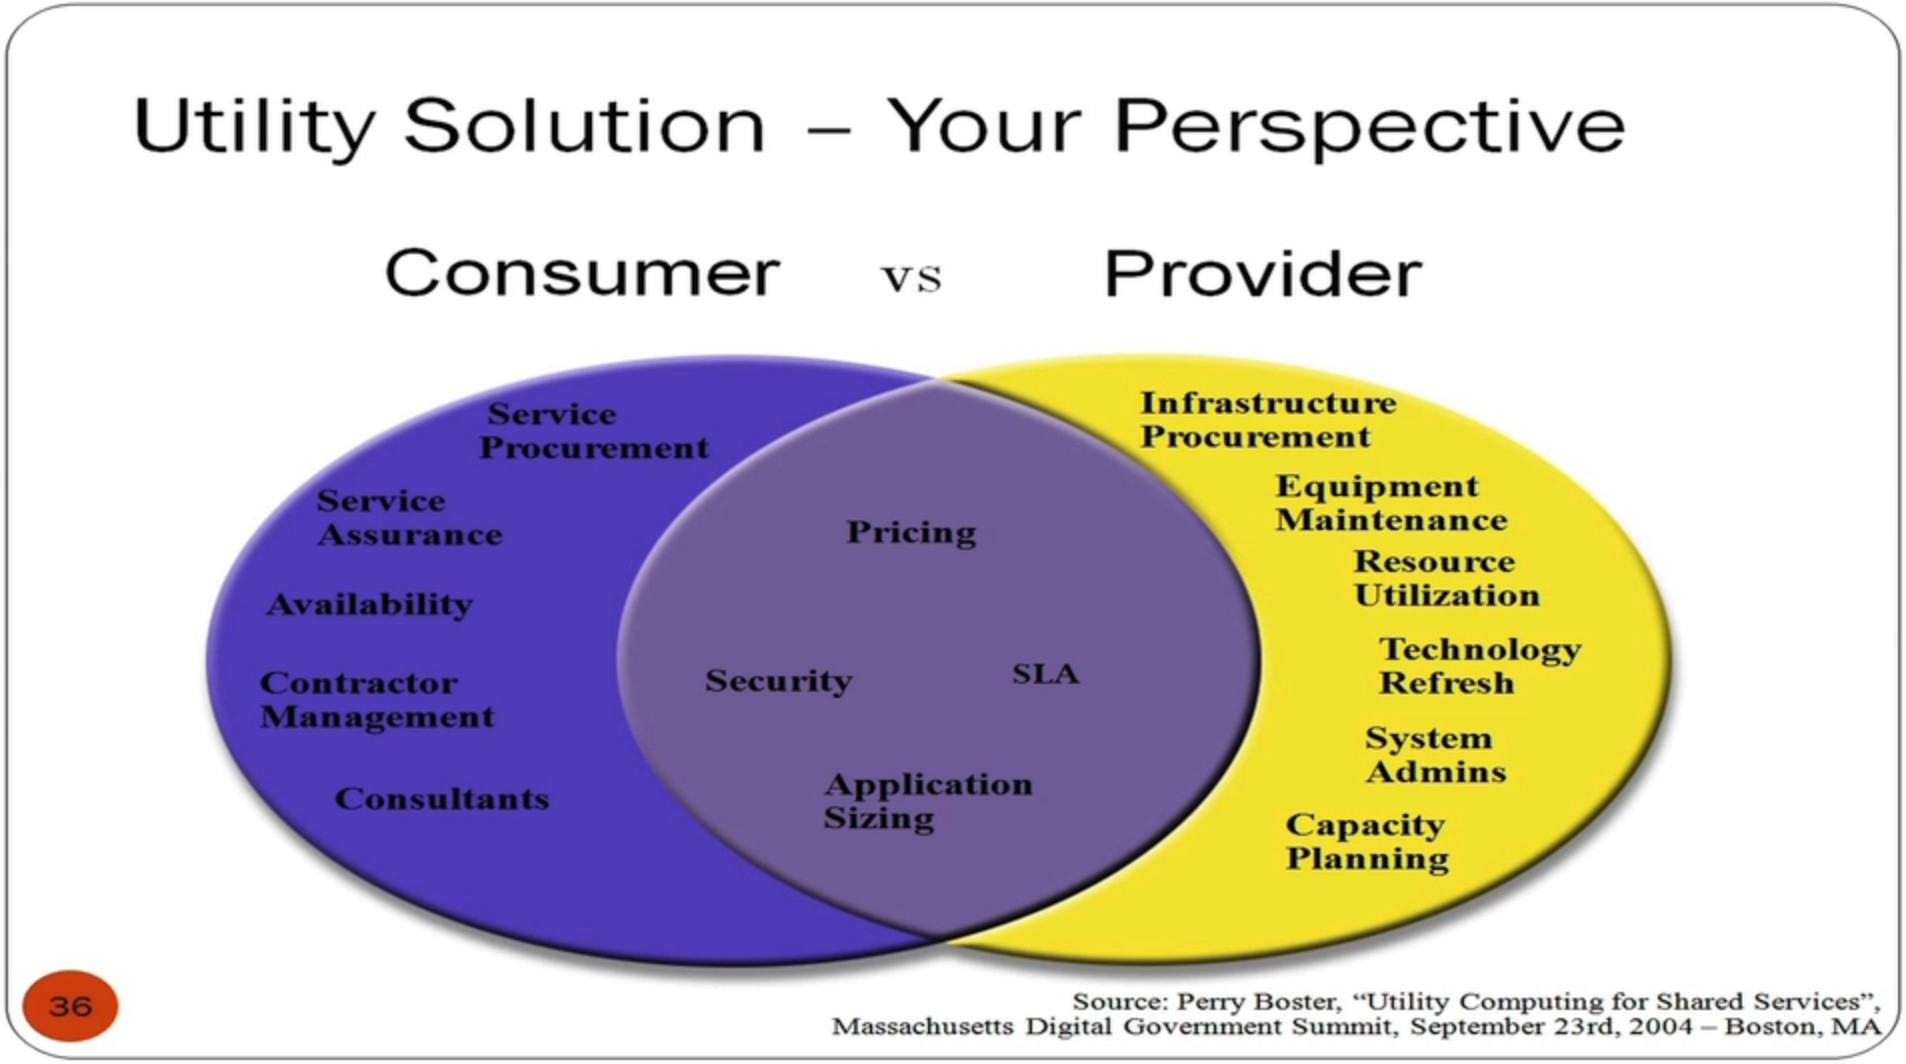 Utility Solution – Your Perspective
Consumer vs Provider
Service
Procurement
Service
Assurance
Availability
Contractor
Management
Consultants
Pricing
Security
SLA
Application
Sizing
Infrastructure
Procurement
Equipment
Maintenance
Resource
Utilization
Technology
Refresh
System
Admins
Capacity
Planning
36
Source: Perry Boster, “Utility Computing for Shared Services”,
Massachusetts Digital Government Summit, September 23rd, 2004 – Boston, MA